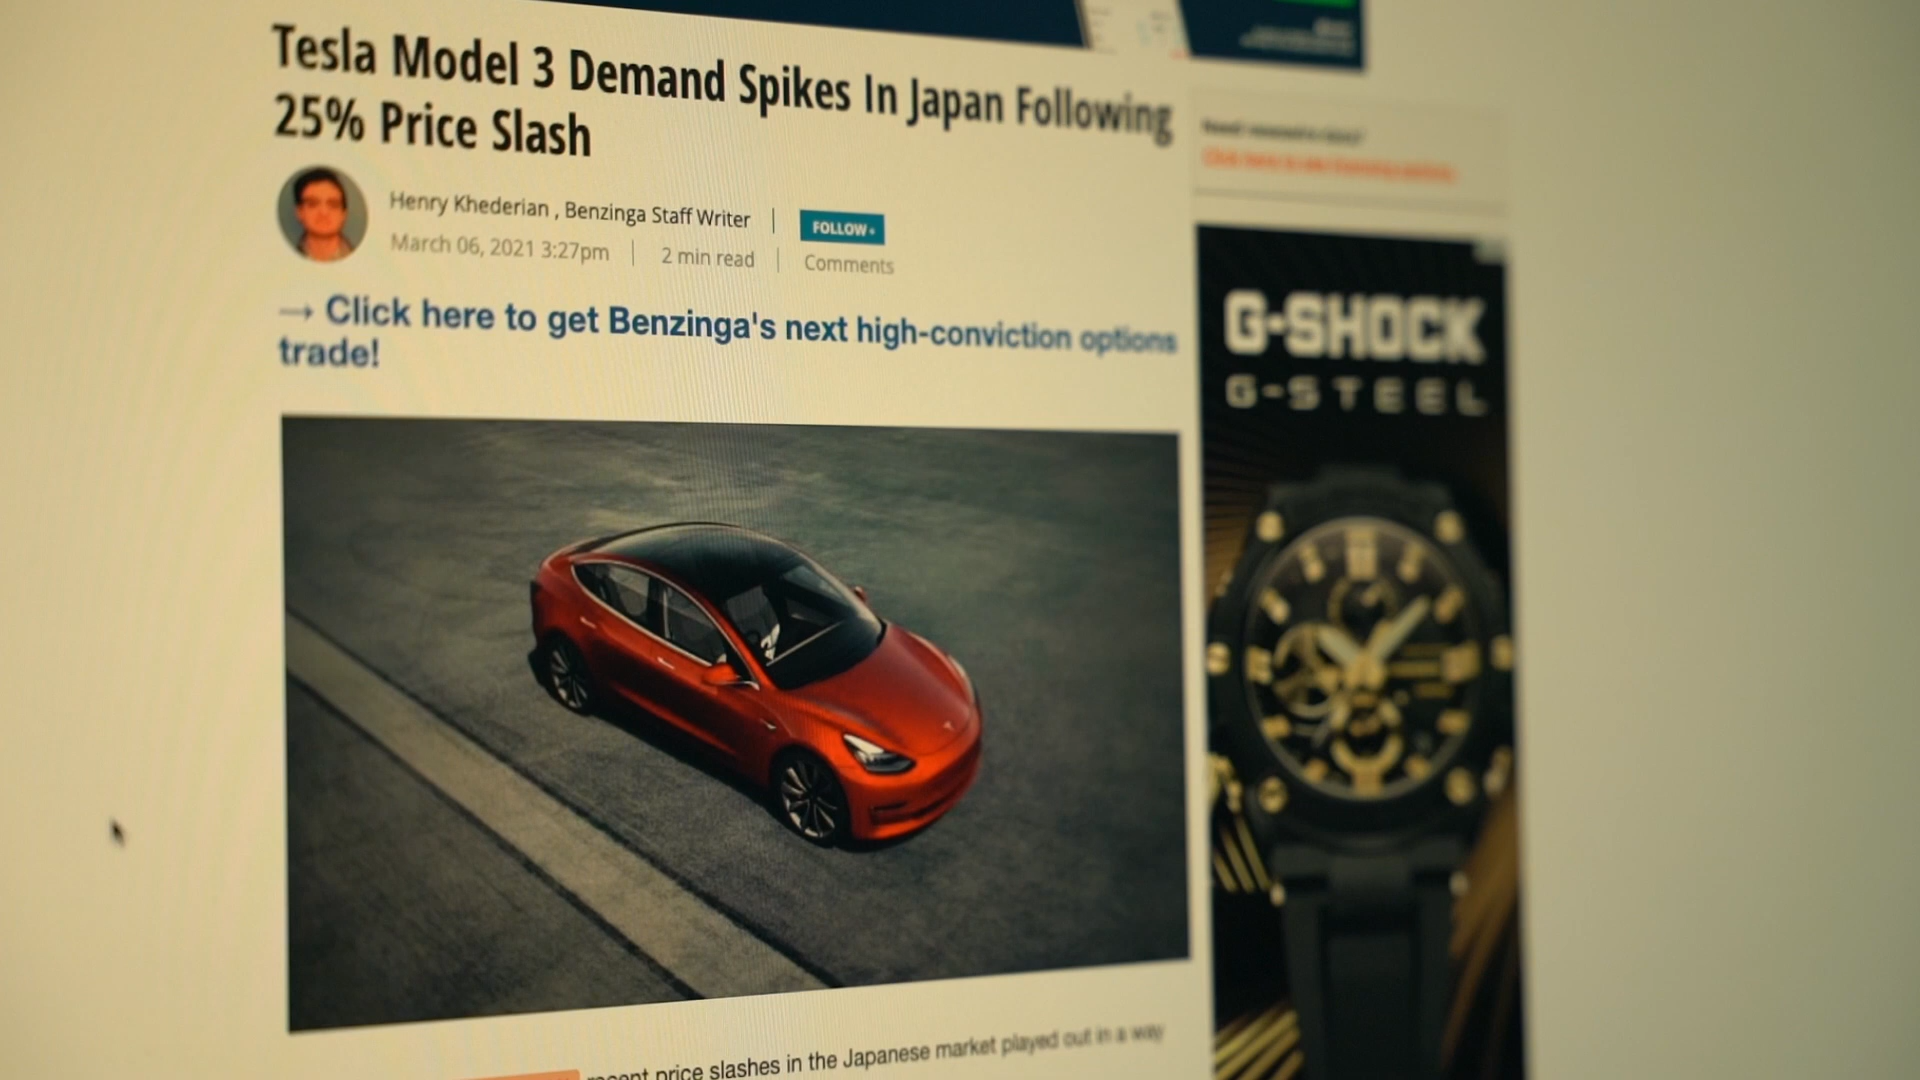 Tesla Model 3 Demand Spikes In Japan Following
25% Price Slash
Henry Khederian , Benzinga Staff Writer
FOLLOW+
March 06, 2021 3:27pm
2 min read
Comments
→ Click here to get Benzinga's next high-conviction options
trade!
G-SHOCK
G-STEEL
recent price slashes in the Japanese market played out in a way